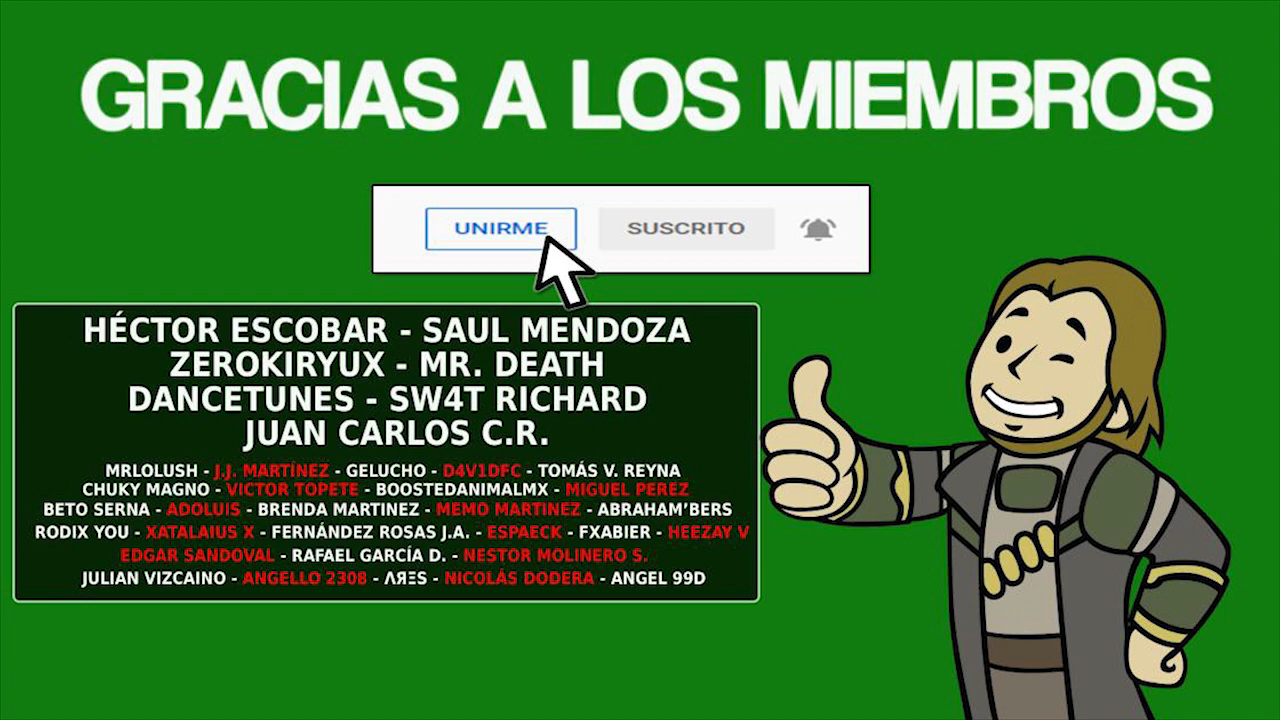 GRACIAS A LOS MIEMBROS
UNIRME SUSCRITO
HÉCTOR ESCOBAR - SAUL MENDOZA
ZEROKIRYUX - MR. DEATH
DANCETUNES - SW4T RICHARD
JUAN CARLOS C.R.
MRLOLUSH - J.J. MARTÍNEZ - GELUCHO - D4V1DFC - TOMÁS V. REYNA
CHUKY MAGNO - VICTOR TOPETE - BOOSTEDANIMALMX - MIGUEL PEREZ
BETO SERNA - ADOLUIS - BRENDA MARTINEZ - MEMO MARTINEZ - ABRAHAM’BERS
RODIX YOU - XATALAIUS X - FERNÁNDEZ ROSAS J.A. - ESPAECK - FXABIER - HEEZAY V
EDGAR SANDOVAL - RAFAEL GARCÍA D. - NESTOR MOLINERO S.
JULIAN VIZCAINO - ANGELLO 2308 - ΛЯΞS - NICOLÁS DODERA - ANGEL 99D